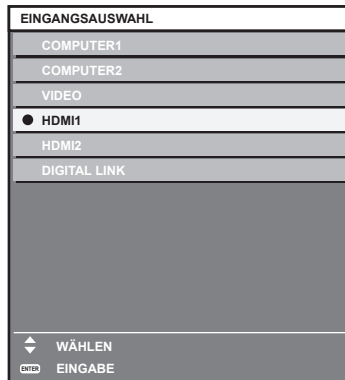 EINGANGSAUSWAHL
COMPUTER1
COMPUTER2
VIDEO
HDMI1
HDMI2
DIGITAL LINK
WÄHLEN
ENTER EINGABE